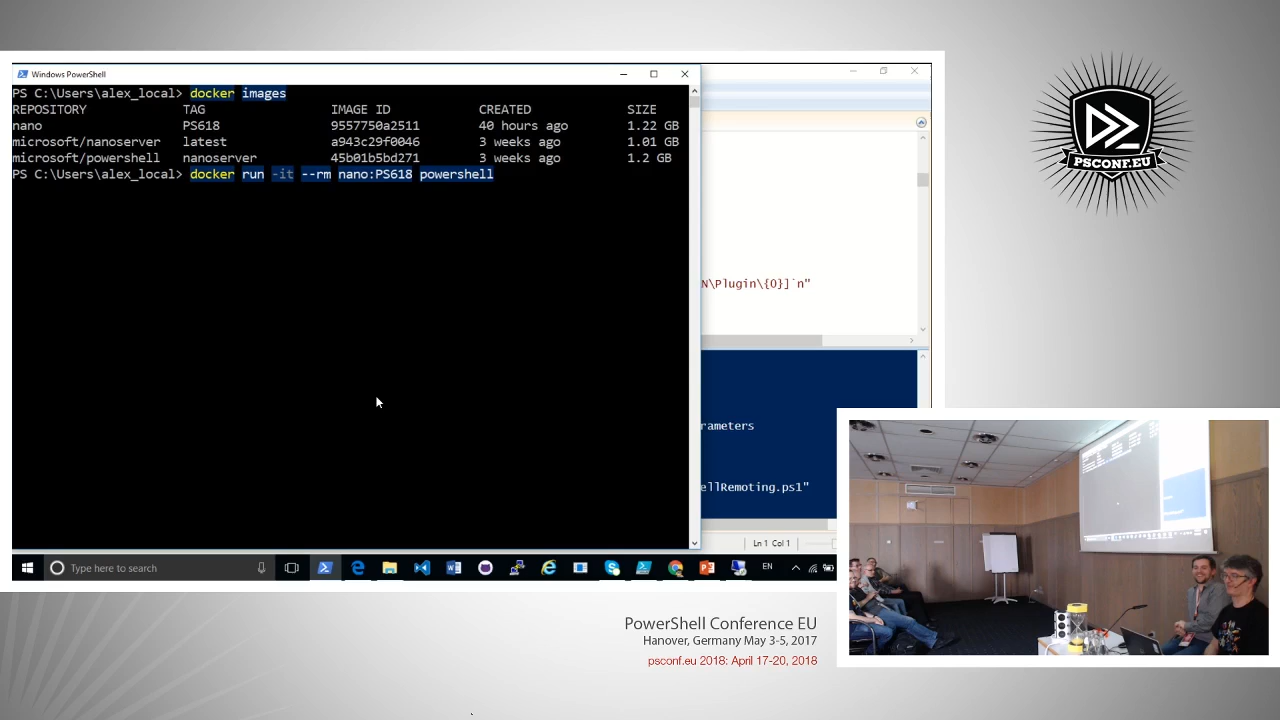 Windows PowerShell
PS C:\Users\alex_local> docker images
REPOSITORY TAG IMAGE ID CREATED SIZE
nano PS618 9557750a2511 40 hours ago 1.22 GB
microsoft/nanoserver latest a943c29f0046 3 weeks ago 1.01 GB
microsoft/powershell nanoserver 45b01b5bd271 3 weeks ago 1.2 GB
PS C:\Users\alex_local> docker run -it --rm nano:PS618 powershell
N\Plugin\{0}]`n"
rameters
ellRemoting.ps1"
Ln 1 Col 1
Type here to search
EN
PSCONF.EU
PowerShell Conference EU
Hanover, Germany May 3-5, 2017
psconf.eu 2018: April 17-20, 2018